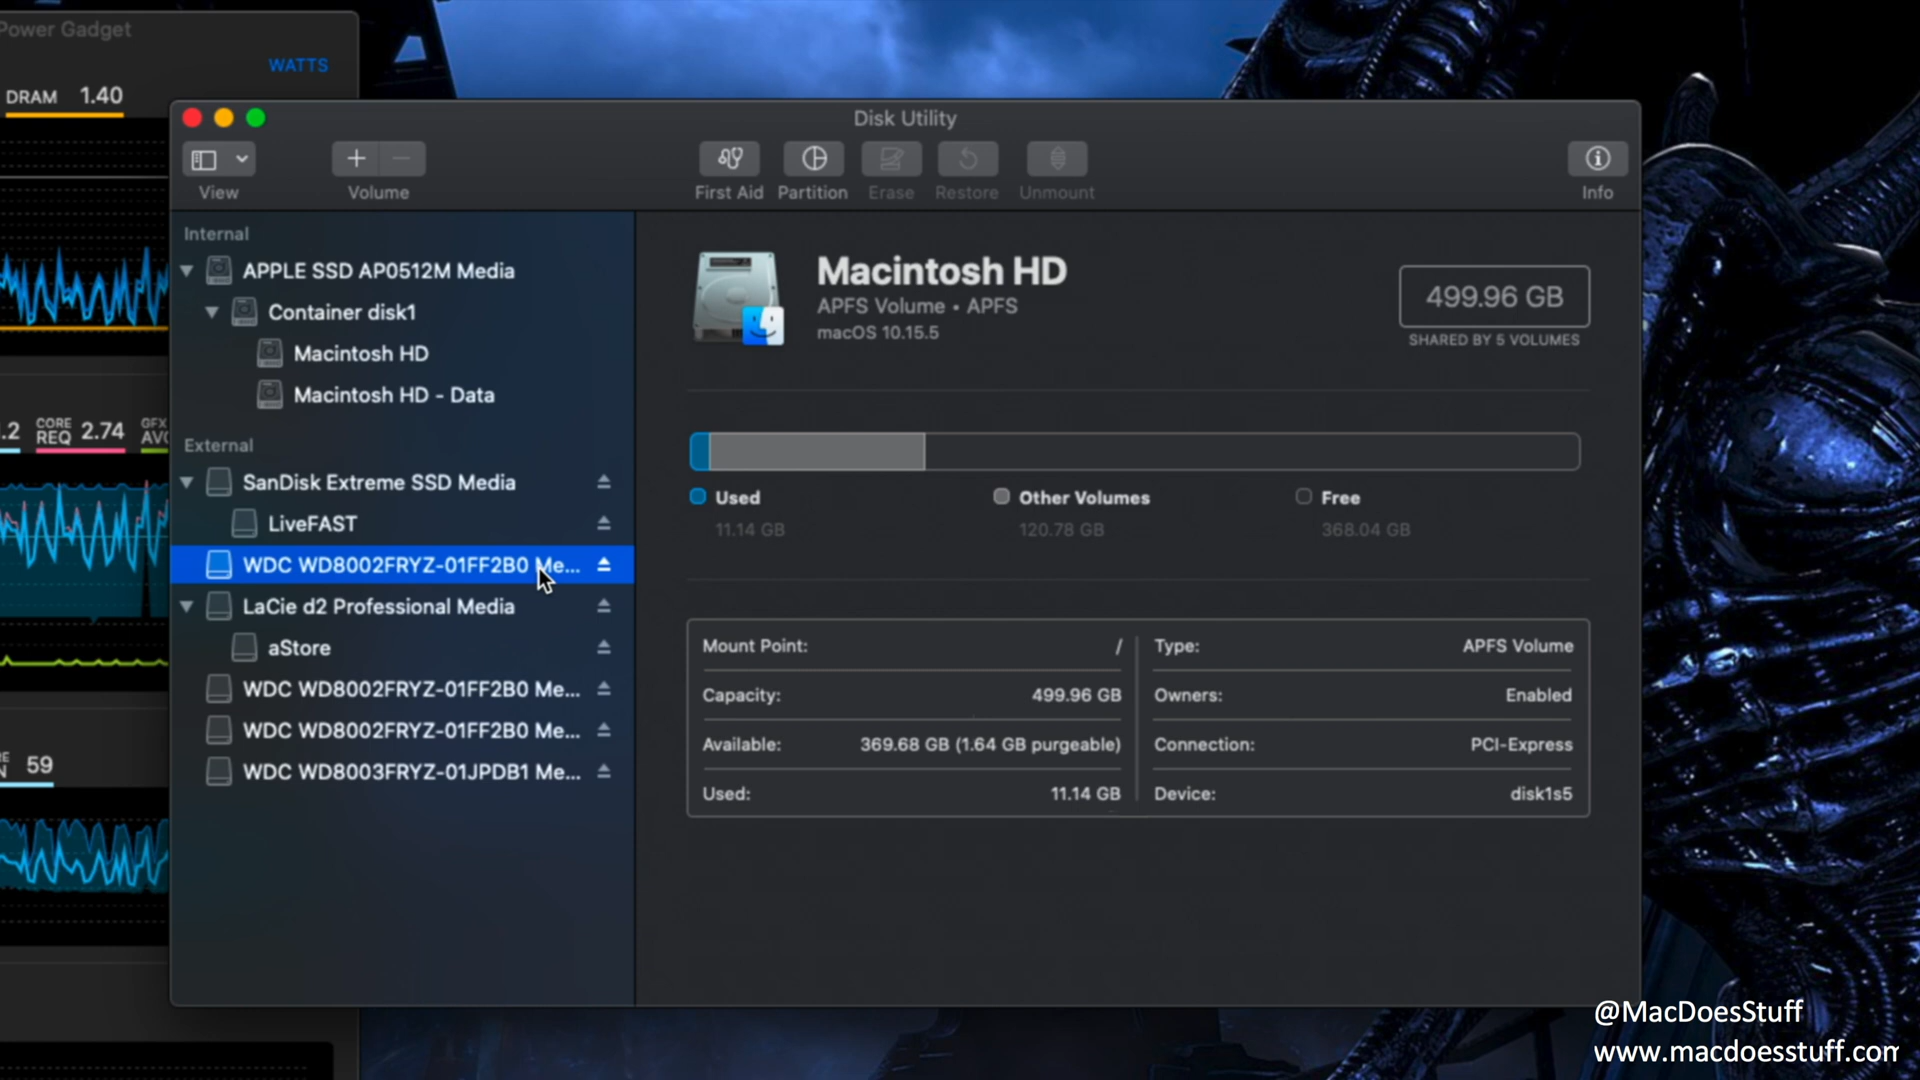 Power Gadget
WATTS
DRAM 1.40
.2 CORE REQ 2.74 GFX
59
Disk Utility
View
Volume
First Aid
Partition
Erase
Restore
Unmount
Info
Internal
APPLE SSD AP0512M Media
Container disk1
Macintosh HD
Macintosh HD - Data
External
SanDisk Extreme SSD Media
LiveFAST
WDC WD8002FRYZ-01FF2B0 Me...
LaCie d2 Professional Media
aStore
WDC WD8002FRYZ-01FF2B0 Me...
WDC WD8002FRYZ-01FF2B0 Me...
WDC WD8003FRYZ-01JPDB1 Me...
Macintosh HD
APFS Volume • APFS
macOS 10.15.5
499.96 GB
SHARED BY 5 VOLUMES
Used
11.14 GB
Other Volumes
120.78 GB
Free
368.04 GB
Mount Point: /
Capacity: 499.96 GB
Available: 369.68 GB (1.64 GB purgeable)
Used: 11.14 GB
Type: APFS Volume
Owners: Enabled
Connection: PCI-Express
Device: disk1s5
@MacDoesStuff
www.macdoesstuff.com